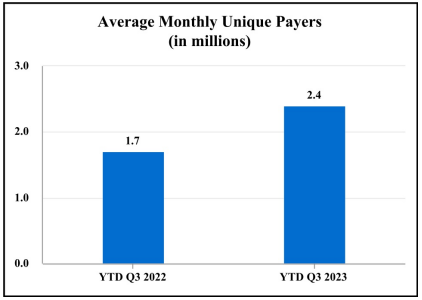 Average Monthly Unique Payers
(in millions)
3.0
2.4
2.0
1.7
1.0
0.0
YTD Q3 2022
YTD Q3 2023